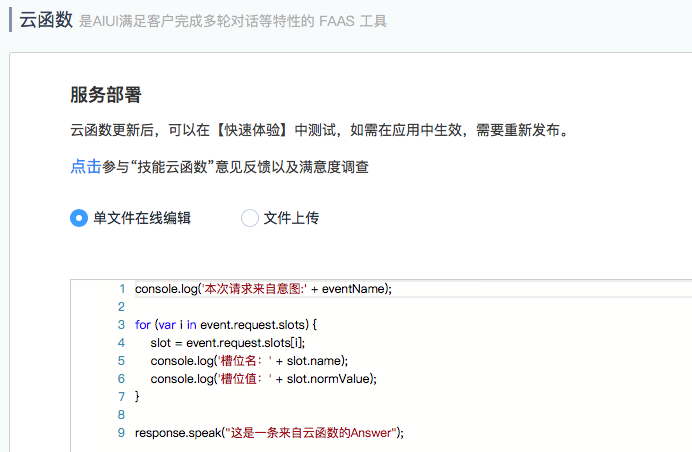 云函数 是AIUI满足客户完成多轮对话等特性的 FAAS 工具
服务部署
云函数更新后，可以在【快速体验】中测试，如需在应用中生效，需要重新发布。
点击参与“技能云函数”意见反馈以及满意度调查
单文件在线编辑 文件上传
1 console.log('本次请求来自意图:' + eventName);
2
3 for (var i in event.request.slots) {
4 slot = event.request.slots[i];
5 console.log('槽位名：' + slot.name);
6 console.log('槽位值：' + slot.normValue);
7 }
8
9 response.speak("这是一条来自云函数的Answer");